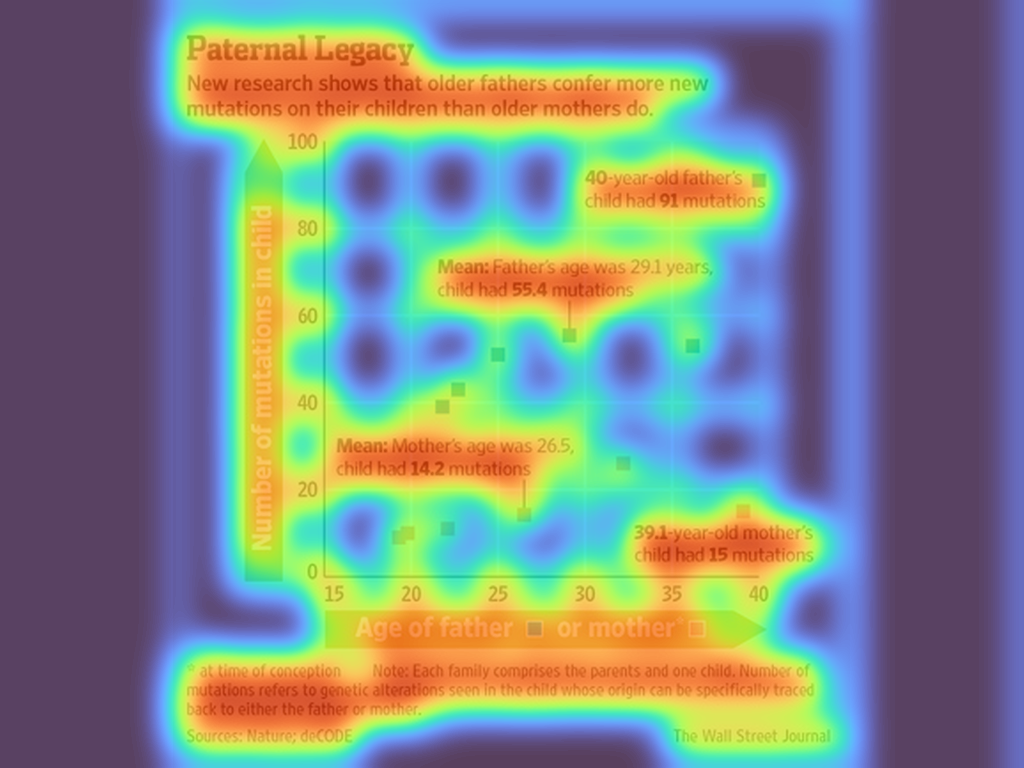 Paternal Legacy
New research shows that older fathers confer more new
mutations on their children than older mothers do.
100
40-year-old father's
child had 91 mutations
80
Mean: Father's age was 29.1 years,
child had 55.4 mutations
60
40
Mean: Mother's age was 26.5,
child had 14.2 mutations
20
39.1-year-old mother's
child had 15 mutations
0
Number of mutations in child
15 20 25 30 35 40
Age of father or mother*
* at time of conception Note: Each family comprises the parents and one child. Number of
mutations refers to genetic alterations seen in the child whose origin can be specifically traced
back to either the father or mother.
Sources: Nature; deCODE The Wall Street Journal